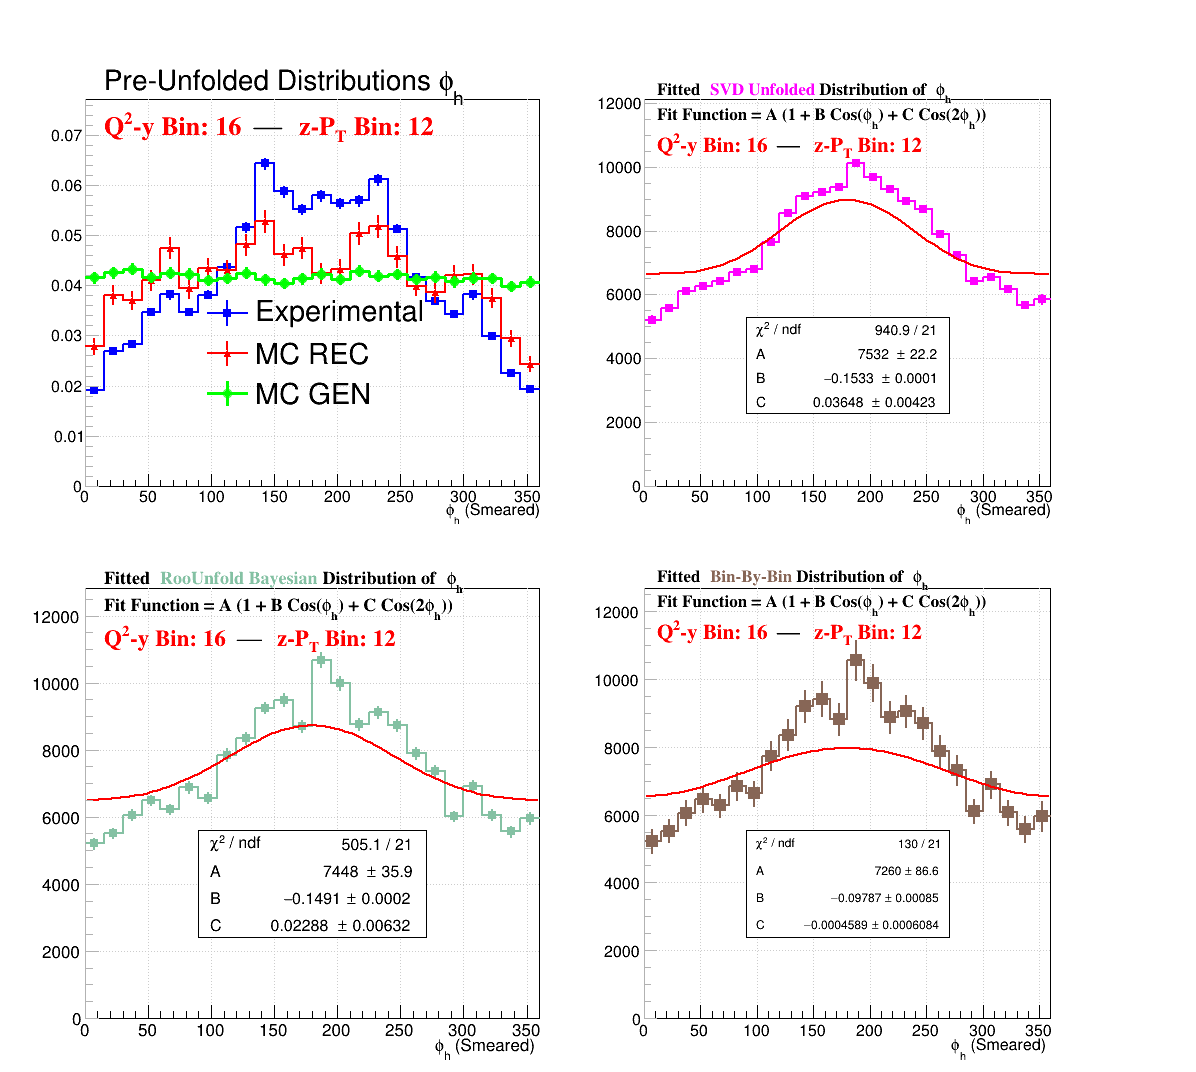 Pre-Unfolded Distributions ϕh
Q²-y Bin: 16 — z-PT Bin: 12
0.07
0.06
0.05
0.04
0.03
0.02
0.01
0
Experimental
MC REC
MC GEN
0 50 100 150 200 250 300 350
ϕh (Smeared)
Fitted SVD Unfolded Distribution of ϕh
Fit Function = A (1 + B Cos(ϕh) + C Cos(2ϕh))
Q²-y Bin: 16 — z-PT Bin: 12
12000
10000
8000
6000
4000
2000
0
χ² / ndf 940.9 / 21
A 7532 ± 22.2
B −0.1533 ± 0.0001
C 0.03648 ± 0.00423
0 50 100 150 200 250 300 350
ϕh (Smeared)
Fitted RooUnfold Bayesian Distribution of ϕh
Fit Function = A (1 + B Cos(ϕh) + C Cos(2ϕh))
Q²-y Bin: 16 — z-PT Bin: 12
12000
10000
8000
6000
4000
2000
0
χ² / ndf 505.1 / 21
A 7448 ± 35.9
B −0.1491 ± 0.0002
C 0.02288 ± 0.00632
0 50 100 150 200 250 300 350
ϕh (Smeared)
Fitted Bin-By-Bin Distribution of ϕh
Fit Function = A (1 + B Cos(ϕh) + C Cos(2ϕh))
Q²-y Bin: 16 — z-PT Bin: 12
12000
10000
8000
6000
4000
2000
0
χ² / ndf 130 / 21
A 7260 ± 86.6
B −0.09787 ± 0.00085
C −0.0004589 ± 0.0006084
0 50 100 150 200 250 300 350
ϕh (Smeared)